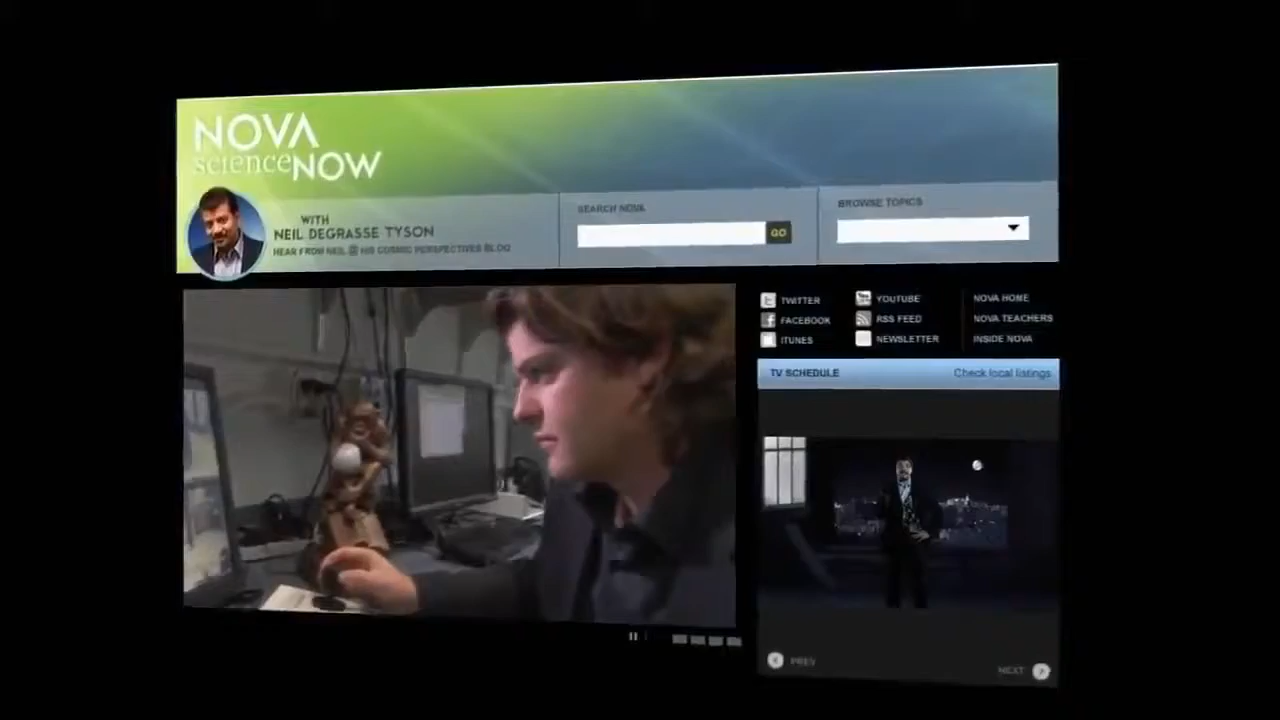 NOVA
scienceNOW
WITH
NEIL DEGRASSE TYSON
HEAR FROM NEIL @ HIS COSMIC PERSPECTIVES BLOG
SEARCH NOVA
GO
BROWSE TOPICS
TWITTER
YOUTUBE
NOVA HOME
FACEBOOK
RSS FEED
NOVA TEACHERS
ITUNES
NEWSLETTER
INSIDE NOVA
TV SCHEDULE
Check local listings
PREV
NEXT